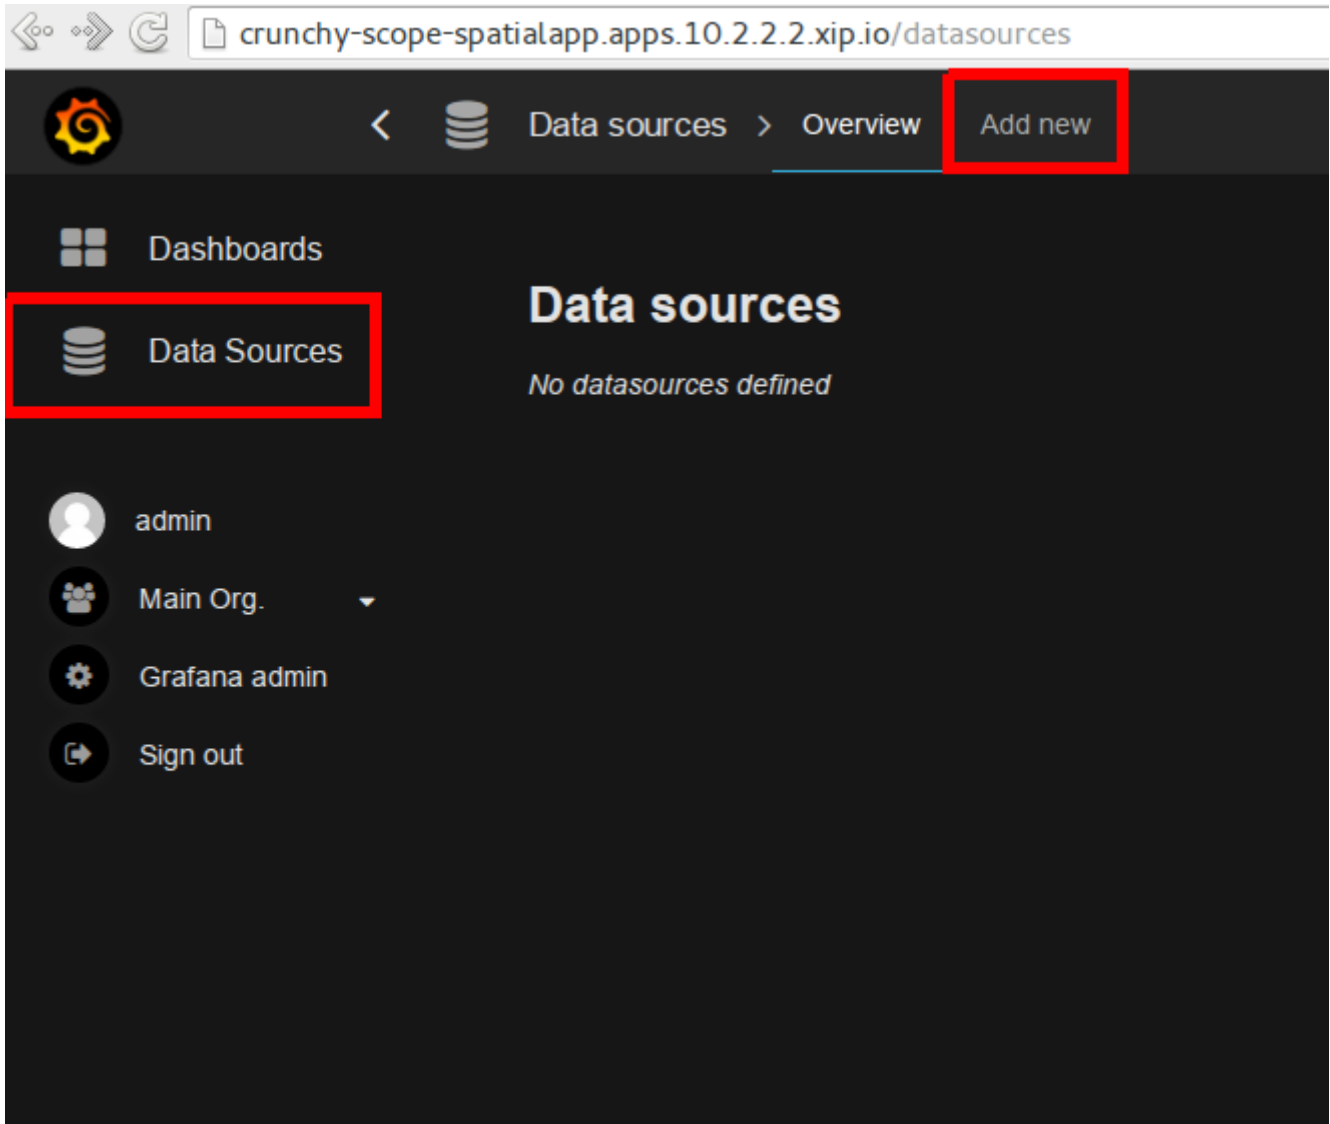 crunchy-scope-spatialapp.apps.10.2.2.2.xip.io/datasources
Data sources > Overview Add new
Dashboards
Data Sources
Data sources
No datasources defined
admin
Main Org.
Grafana admin
Sign out